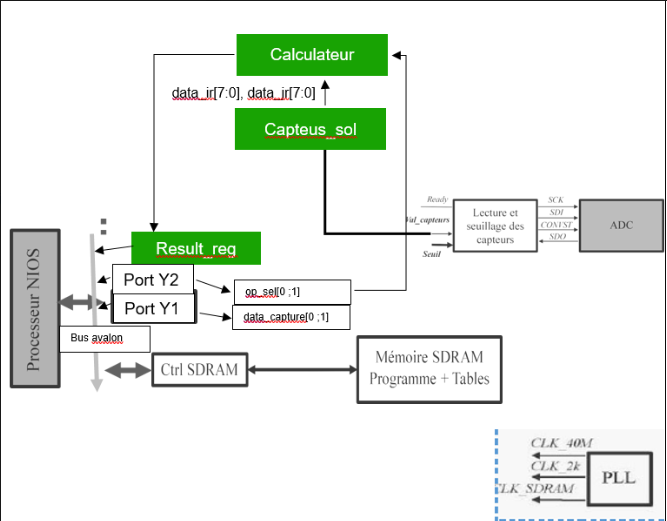 Calculateur
data_ir[7:0], data_jr[7:0]
Capteus_sol
Ready
Val_capteurs
Seuil
Lecture et
seuillage des
capteurs
SCK
SDI
CONVST
SDO
ADC
Result_reg
Processeur NIOS
Port Y2
op_sel[0 ;1]
Port Y1
data_capture[0 ;1]
Bus avalon
Ctrl SDRAM
Mémoire SDRAM
Programme + Tables
CLK_40M
CLK_2k
CLK_SDRAM
PLL